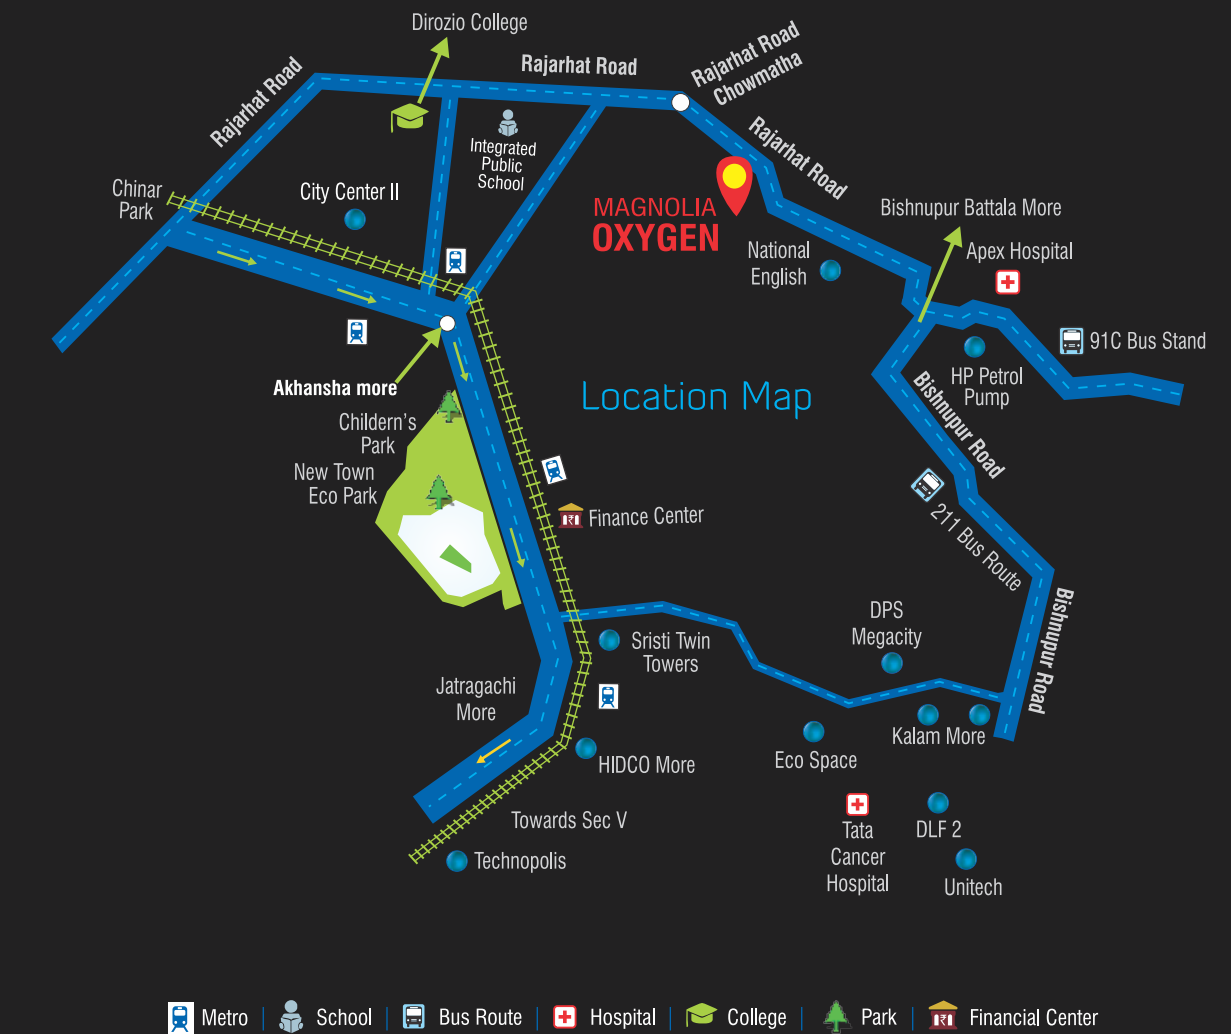 Dirozio College
Rajarhat Road
Rajarhat Road
Rajarhat Road
Chowmatha
Rajarhat Road
Integrated
Public
School
Chinar
Park
City Center II
MAGNOLIA
OXYGEN
Bishnupur Battala More
National
English
Apex Hospital
91C Bus Stand
HP Petrol
Pump
Akhansha more
Location Map
Bishnupur Road
Childern's
Park
New Town
Eco Park
Finance Center
211 Bus Route
DPS
Megacity
Bishnupur Road
Sristi Twin
Towers
Jatragachi
More
Kalam More
Eco Space
HIDCO More
Towards Sec V
Tata
Cancer
Hospital
DLF 2
Technopolis
Unitech
Metro | School | Bus Route | Hospital | College | Park | Financial Center